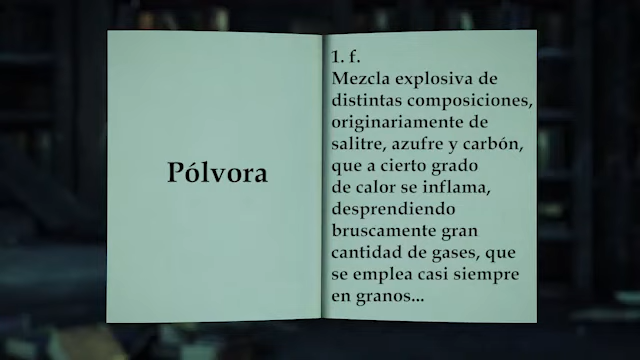 Pólvora
1. f.
Mezcla explosiva de
distintas composiciones,
originariamente de
salitre, azufre y carbón,
que a cierto grado
de calor se inflama,
desprendiendo
bruscamente gran
cantidad de gases, que
se emplea casi siempre
en granos...